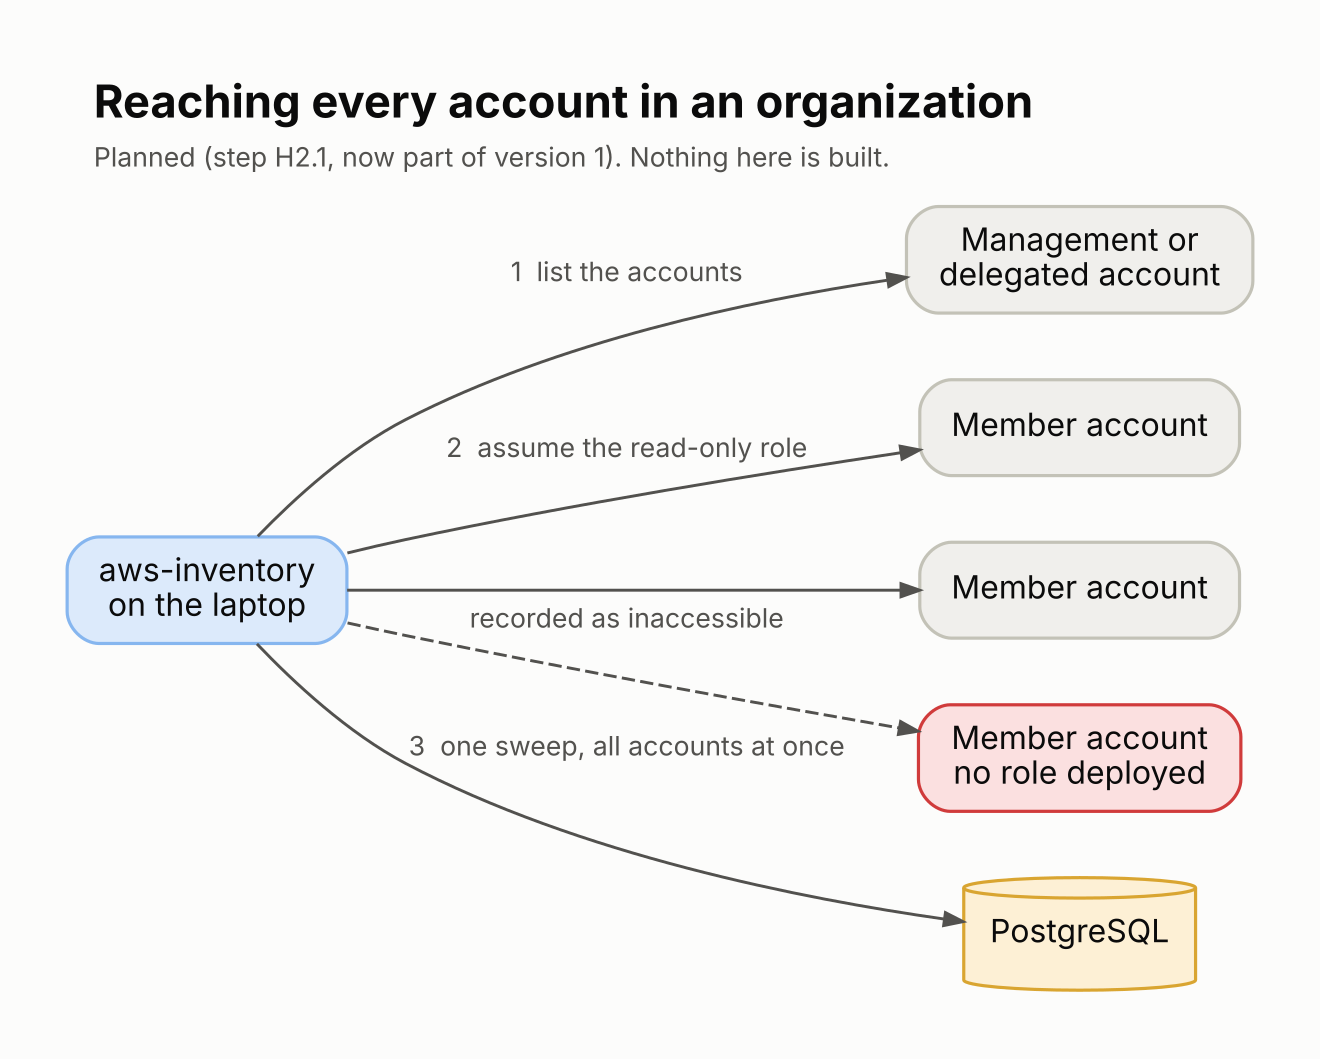 Reaching every account in an organization
Planned (step H2.1, now part of version 1). Nothing here is built.
Management or
delegated account
1 list the accounts
Member account
2 assume the read-only role
aws-inventory
on the laptop
Member account
recorded as inaccessible
Member account
no role deployed
3 one sweep, all accounts at once
PostgreSQL